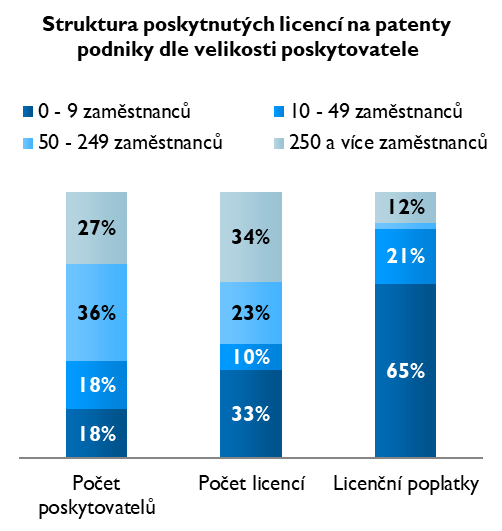 Struktura poskytnutých licencí na patenty
podniky dle velikosti poskytovatele
0 - 9 zaměstnanců
10 - 49 zaměstnanců
50 - 249 zaměstnanců
250 a více zaměstnanců
27%
34%
12%
36%
23%
21%
18%
10%
65%
18%
33%
Počet
poskytovatelů
Počet licencí
Licenční poplatky